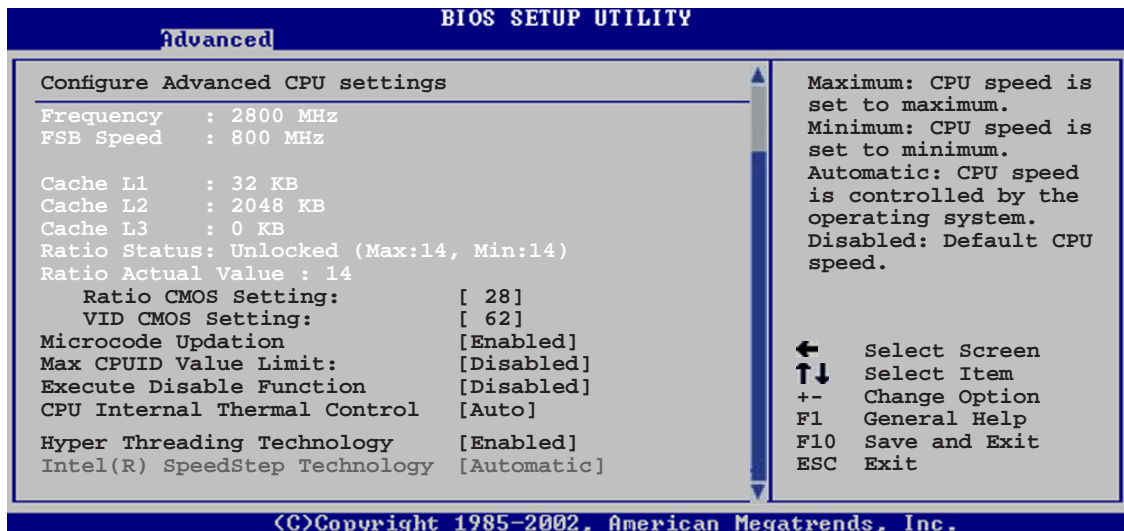 BIOS SETUP UTILITY
Advanced
Configure Advanced CPU settings
Frequency : 2800 MHz
FSB Speed : 800 MHz
Cache L1 : 32 KB
Cache L2 : 2048 KB
Cache L3 : 0 KB
Ratio Status: Unlocked (Max:14, Min:14)
Ratio Actual Value : 14
Ratio CMOS Setting: [ 28]
VID CMOS Setting: [ 62]
Microcode Updation [Enabled]
Max CPUID Value Limit: [Disabled]
Execute Disable Function [Disabled]
CPU Internal Thermal Control [Auto]
Hyper Threading Technology [Enabled]
Intel(R) SpeedStep Technology [Automatic]
Maximum: CPU speed is
set to maximum.
Minimum: CPU speed is
set to minimum.
Automatic: CPU speed
is controlled by the
operating system.
Disabled: Default CPU
speed.
← Select Screen
↑↓ Select Item
+- Change Option
F1 General Help
F10 Save and Exit
ESC Exit
(C)Copyright 1985-2002, American Megatrends, Inc.